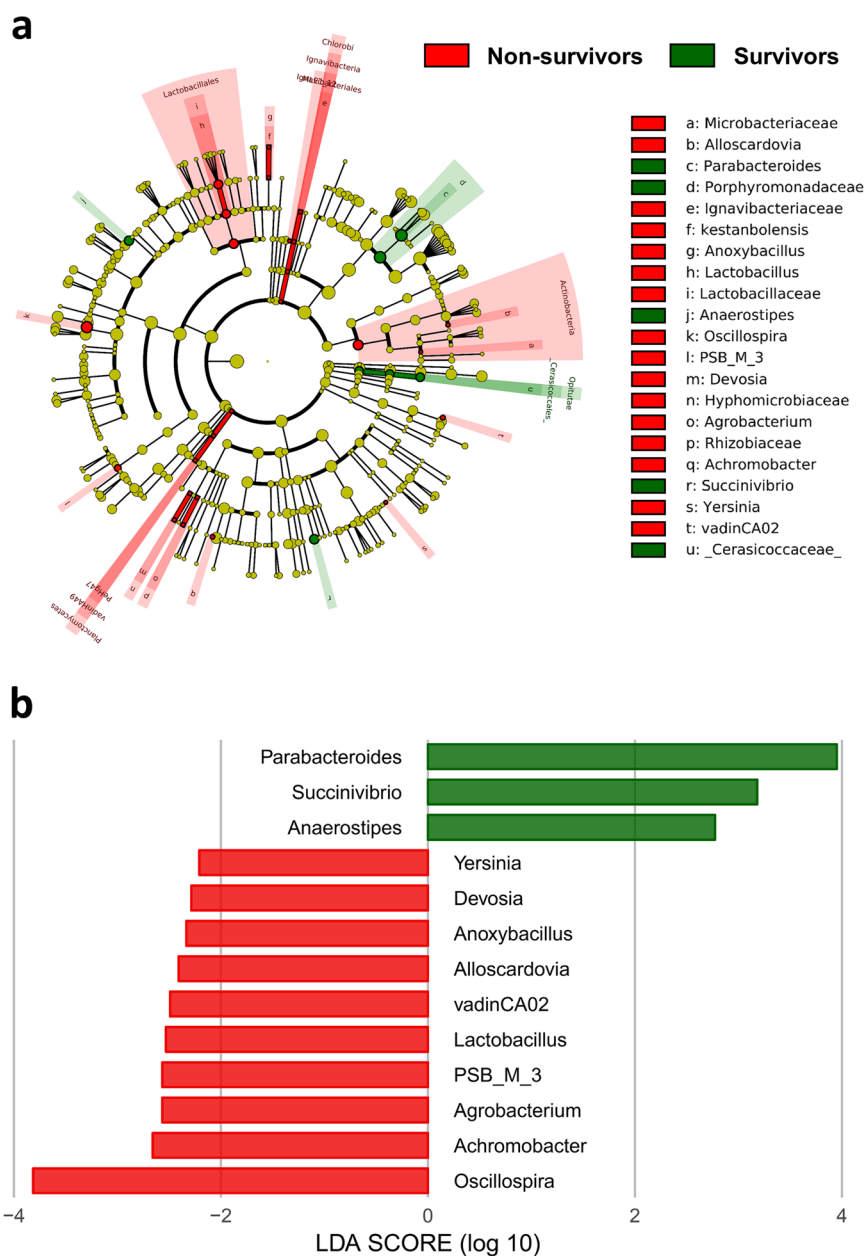 a
Non-survivors
Survivors
Chlorobi
Ignavibacteria
Lactobacillales
i
h
g
f
e
d
c
j
k
Actinobacteria
b
a
Opitutae
_Cerasicoccales_
u
t
l
s
r
q
m
o
n
p
PeHg47
vadinHA49
Planctomycetes
a: Microbacteriaceae
b: Alloscardovia
c: Parabacteroides
d: Porphyromonadaceae
e: Ignavibacteriaceae
f: kestanbolensis
g: Anoxybacillus
h: Lactobacillus
i: Lactobacillaceae
j: Anaerostipes
k: Oscillospira
l: PSB_M_3
m: Devosia
n: Hyphomicrobiaceae
o: Agrobacterium
p: Rhizobiaceae
q: Achromobacter
r: Succinivibrio
s: Yersinia
t: vadinCA02
u: _Cerasicoccaceae_
b
Parabacteroides
Succinivibrio
Anaerostipes
Yersinia
Devosia
Anoxybacillus
Alloscardovia
vadinCA02
Lactobacillus
PSB_M_3
Agrobacterium
Achromobacter
Oscillospira
−4 −2 0 2 4
LDA SCORE (log 10)